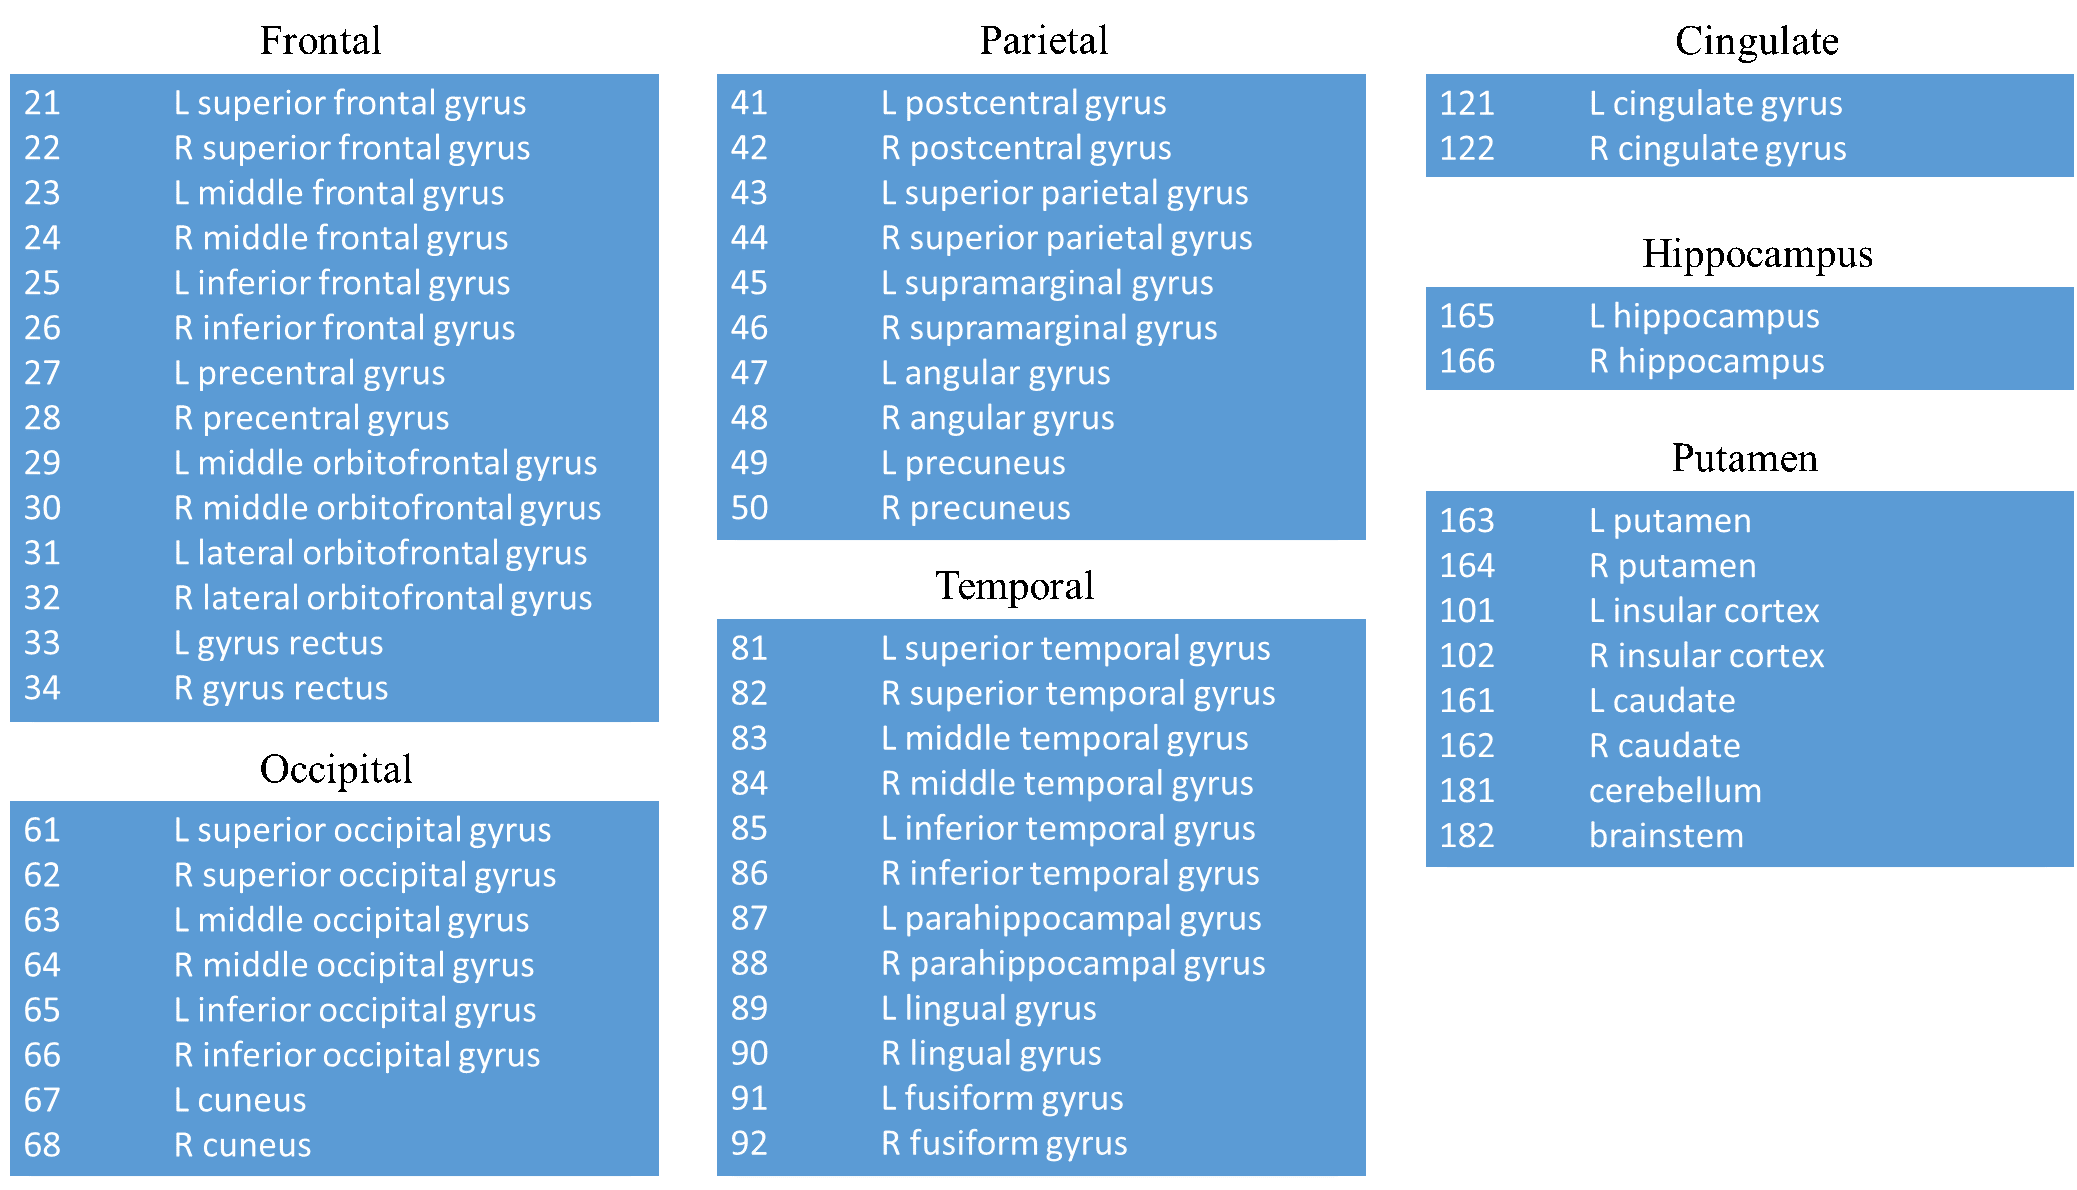 Frontal
21 L superior frontal gyrus
22 R superior frontal gyrus
23 L middle frontal gyrus
24 R middle frontal gyrus
25 L inferior frontal gyrus
26 R inferior frontal gyrus
27 L precentral gyrus
28 R precentral gyrus
29 L middle orbitofrontal gyrus
30 R middle orbitofrontal gyrus
31 L lateral orbitofrontal gyrus
32 R lateral orbitofrontal gyrus
33 L gyrus rectus
34 R gyrus rectus
Occipital
61 L superior occipital gyrus
62 R superior occipital gyrus
63 L middle occipital gyrus
64 R middle occipital gyrus
65 L inferior occipital gyrus
66 R inferior occipital gyrus
67 L cuneus
68 R cuneus
Parietal
41 L postcentral gyrus
42 R postcentral gyrus
43 L superior parietal gyrus
44 R superior parietal gyrus
45 L supramarginal gyrus
46 R supramarginal gyrus
47 L angular gyrus
48 R angular gyrus
49 L precuneus
50 R precuneus
Temporal
81 L superior temporal gyrus
82 R superior temporal gyrus
83 L middle temporal gyrus
84 R middle temporal gyrus
85 L inferior temporal gyrus
86 R inferior temporal gyrus
87 L parahippocampal gyrus
88 R parahippocampal gyrus
89 L lingual gyrus
90 R lingual gyrus
91 L fusiform gyrus
92 R fusiform gyrus
Cingulate
121 L cingulate gyrus
122 R cingulate gyrus
Hippocampus
165 L hippocampus
166 R hippocampus
Putamen
163 L putamen
164 R putamen
101 L insular cortex
102 R insular cortex
161 L caudate
162 R caudate
181 cerebellum
182 brainstem